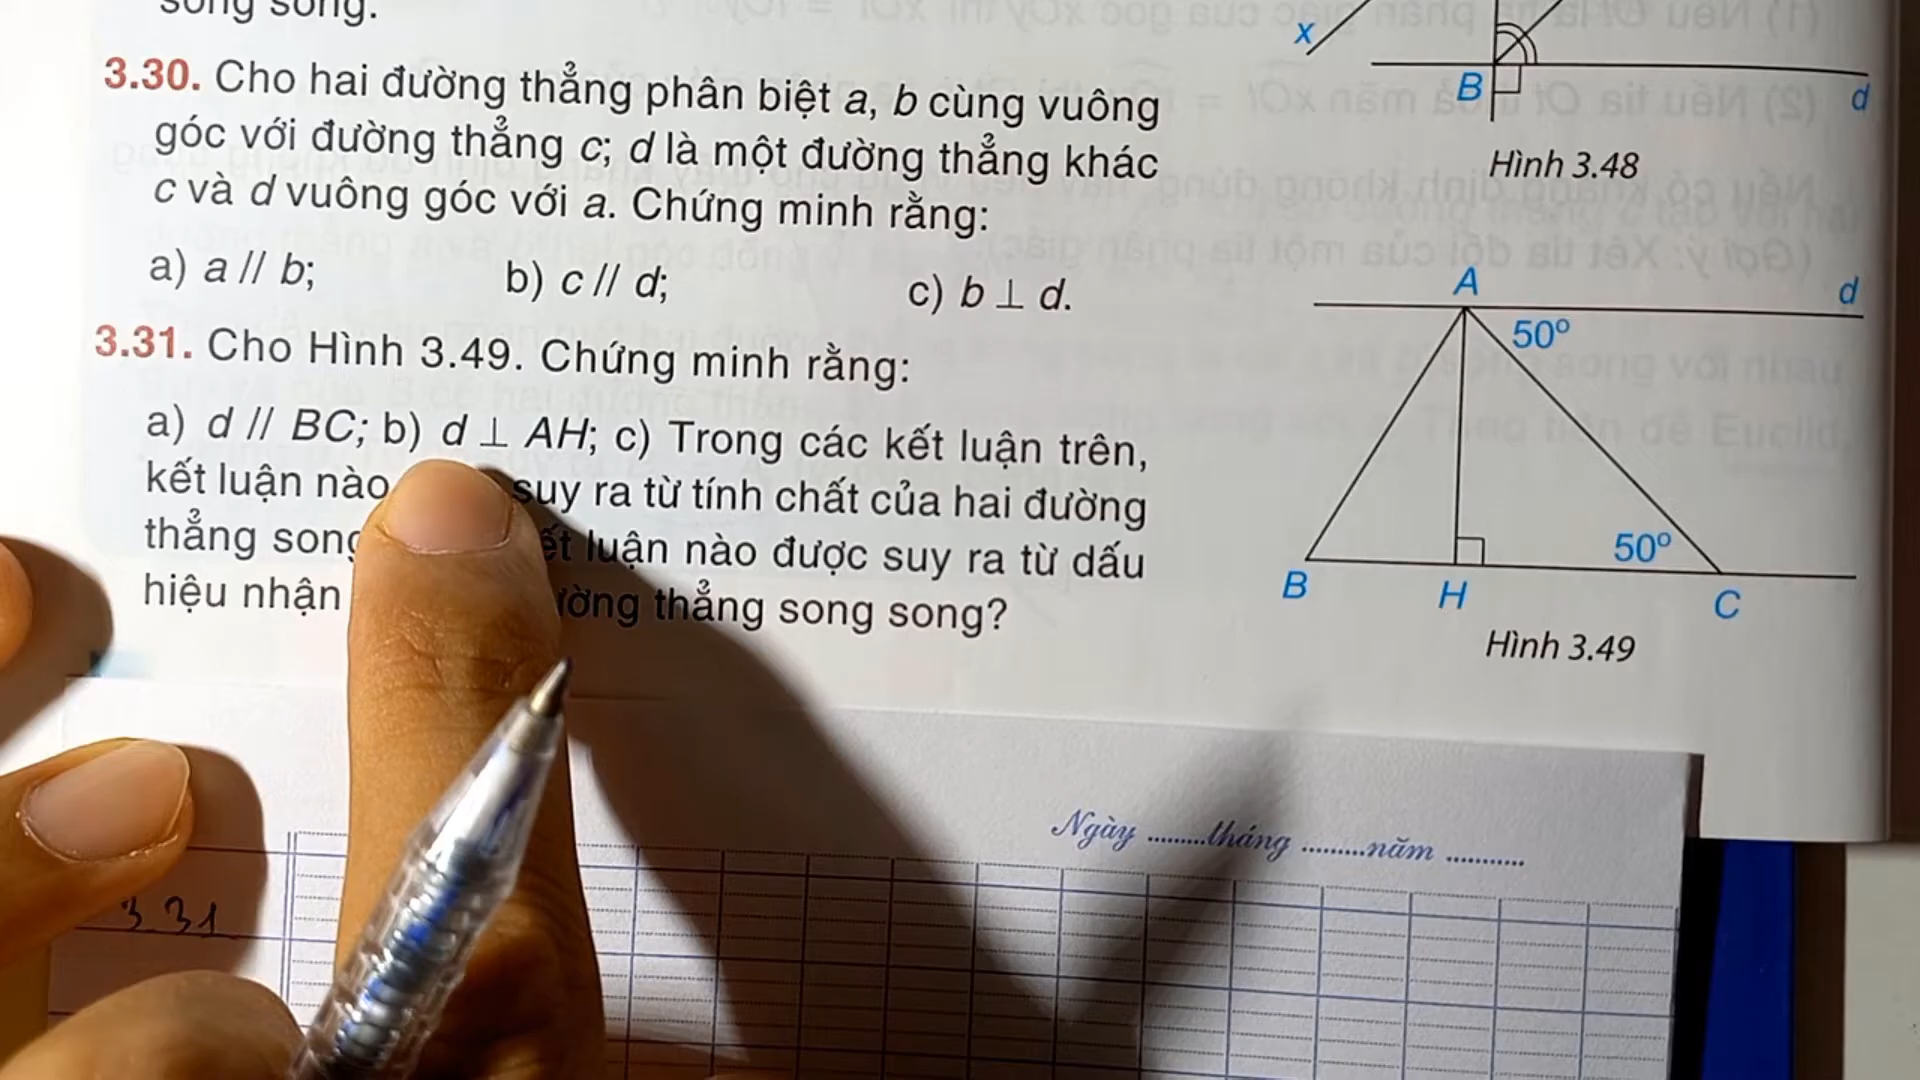 song song.
3.30. Cho hai đường thẳng phân biệt a, b cùng vuông
góc với đường thẳng c; d là một đường thẳng khác
c và d vuông góc với a. Chứng minh rằng:
a) a // b; b) c // d; c) b ⊥ d.
3.31. Cho Hình 3.49. Chứng minh rằng:
a) d // BC; b) d ⊥ AH; c) Trong các kết luận trên,
kết luận nào suy ra từ tính chất của hai đường
thẳng song luận nào được suy ra từ dấu
hiệu nhận thẳng song song?
x
B
d
Hình 3.48
A
d
50°
50°
B
H
C
Hình 3.49
Ngày .........tháng .........năm ...........
3.31